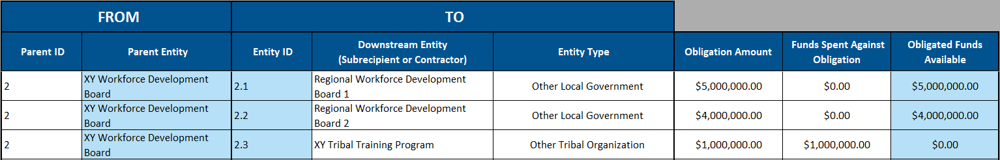 FROM TO
Parent ID Parent Entity Entity ID Downstream Entity (Subrecipient or Contractor) Entity Type Obligation Amount Funds Spent Against Obligation Obligated Funds Available
2 XY Workforce Development Board 2.1 Regional Workforce Development Board 1 Other Local Government $5,000,000.00 $0.00 $5,000,000.00
2 XY Workforce Development Board 2.2 Regional Workforce Development Board 2 Other Local Government $4,000,000.00 $0.00 $4,000,000.00
2 XY Workforce Development Board 2.3 XY Tribal Training Program Other Tribal Organization $1,000,000.00 $1,000,000.00 $0.00